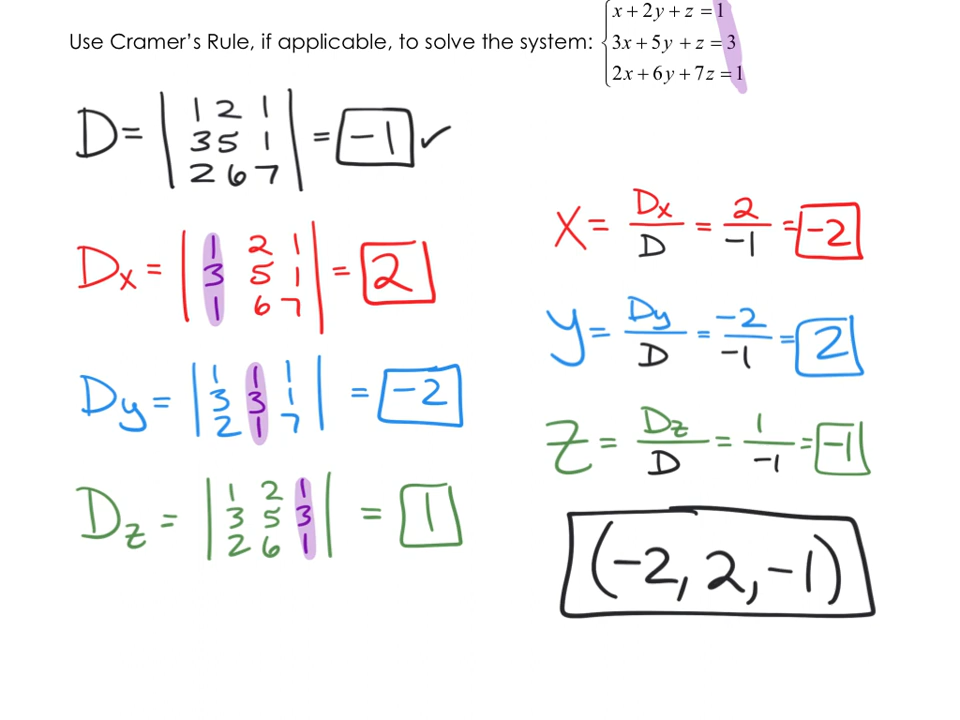 x + 2y + z = 1
Use Cramer's Rule, if applicable, to solve the system: 3x + 5y + z = 3
2x + 6y + 7z = 1
D = | 1 2 1 | = -1 ✓
3 5 1
2 6 7
Dx = | 1 2 1 | = 2
3 5 1
1 6 7
Dy = | 1 1 1 | = -2
3 3 1
2 1 7
Dz = | 1 2 1 | = 1
3 5 3
2 6 1
x = Dx/D = 2/-1 = -2
y = Dy/D = -2/-1 = 2
z = Dz/D = 1/-1 = -1
(-2, 2, -1)